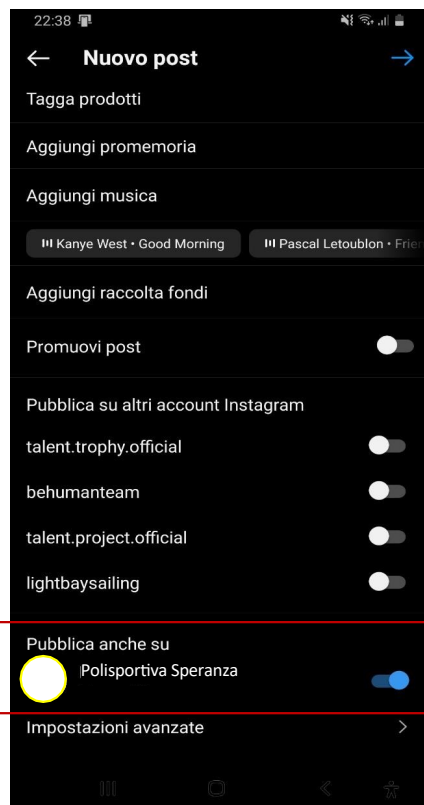 22:38
Nuovo post
Tagga prodotti
Aggiungi promemoria
Aggiungi musica
Kanye West • Good Morning
Pascal Letoublon • Frien
Aggiungi raccolta fondi
Promuovi post
Pubblica su altri account Instagram
talent.trophy.official
behumanteam
talent.project.official
lightbaysailing
Pubblica anche su
Polisportiva Speranza
Impostazioni avanzate